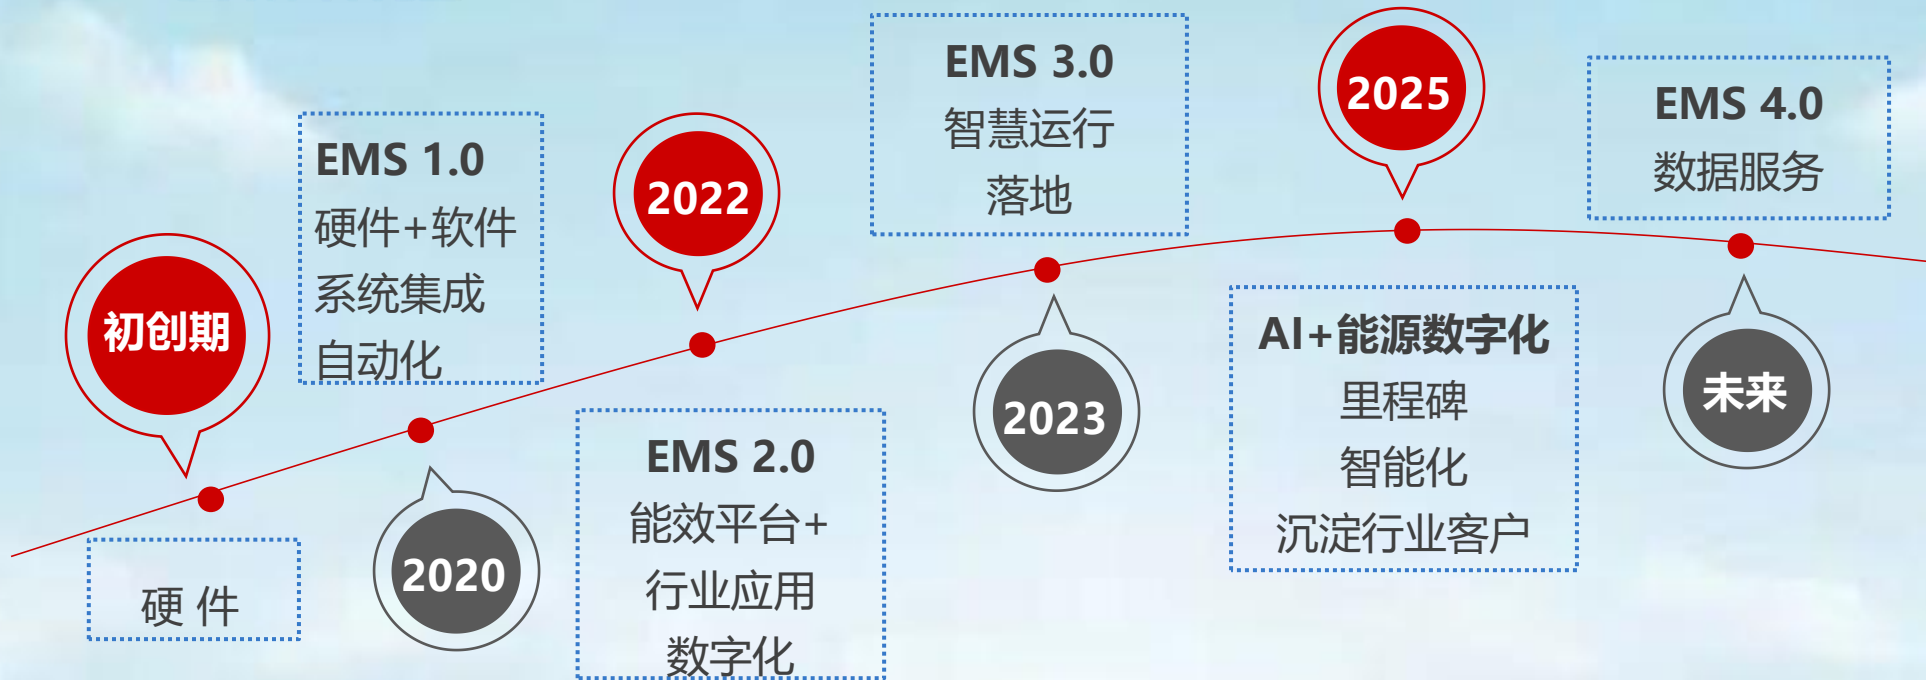 初创期
硬 件
EMS 1.0
硬件+软件
系统集成
自动化
2020
2022
EMS 2.0
能效平台+
行业应用
数字化
EMS 3.0
智慧运行
落地
2023
2025
AI+能源数字化
里程碑
智能化
沉淀行业客户
EMS 4.0
数据服务
未来